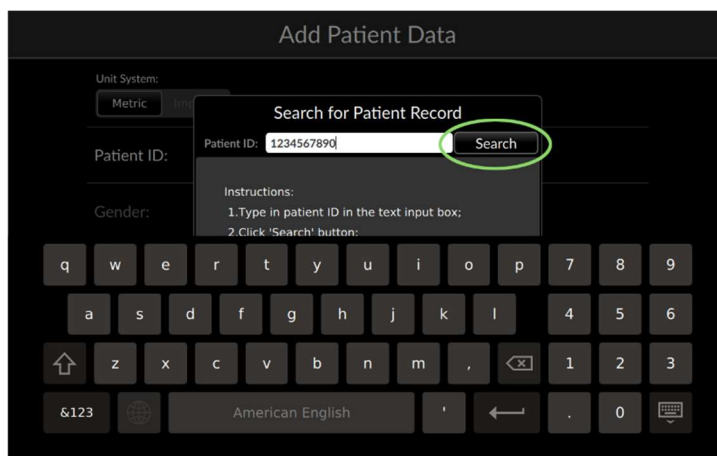 Add Patient Data
Unit System:
Metric
Search for Patient Record
Patient ID: 1234567890 Search
Patient ID:
Instructions:
1.Type in patient ID in the text input box;
2.Click 'Search' button;
Gender:
q w e r t y u i o p 7 8 9
a s d f g h j k l 4 5 6
z x c v b n m , 1 2 3
&123 American English ' . 0